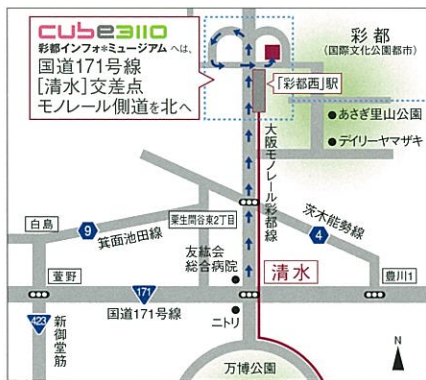 cube3110
彩都インフォ*ミュージアム へは、
国道171号線
[清水]交差点
モノレール側道を北へ
彩都
(国際文化公園都市)
「彩都西」駅
あさぎ里山公園
デイリーヤマザキ
大阪モノレール彩都線
茨木能勢線
4
粟生間谷東2丁目
白島
9
箕面池田線
友紘会
総合病院
清水
豊川1
萱野
171
国道171号線
ニトリ
423
新御堂筋
万博公園
N